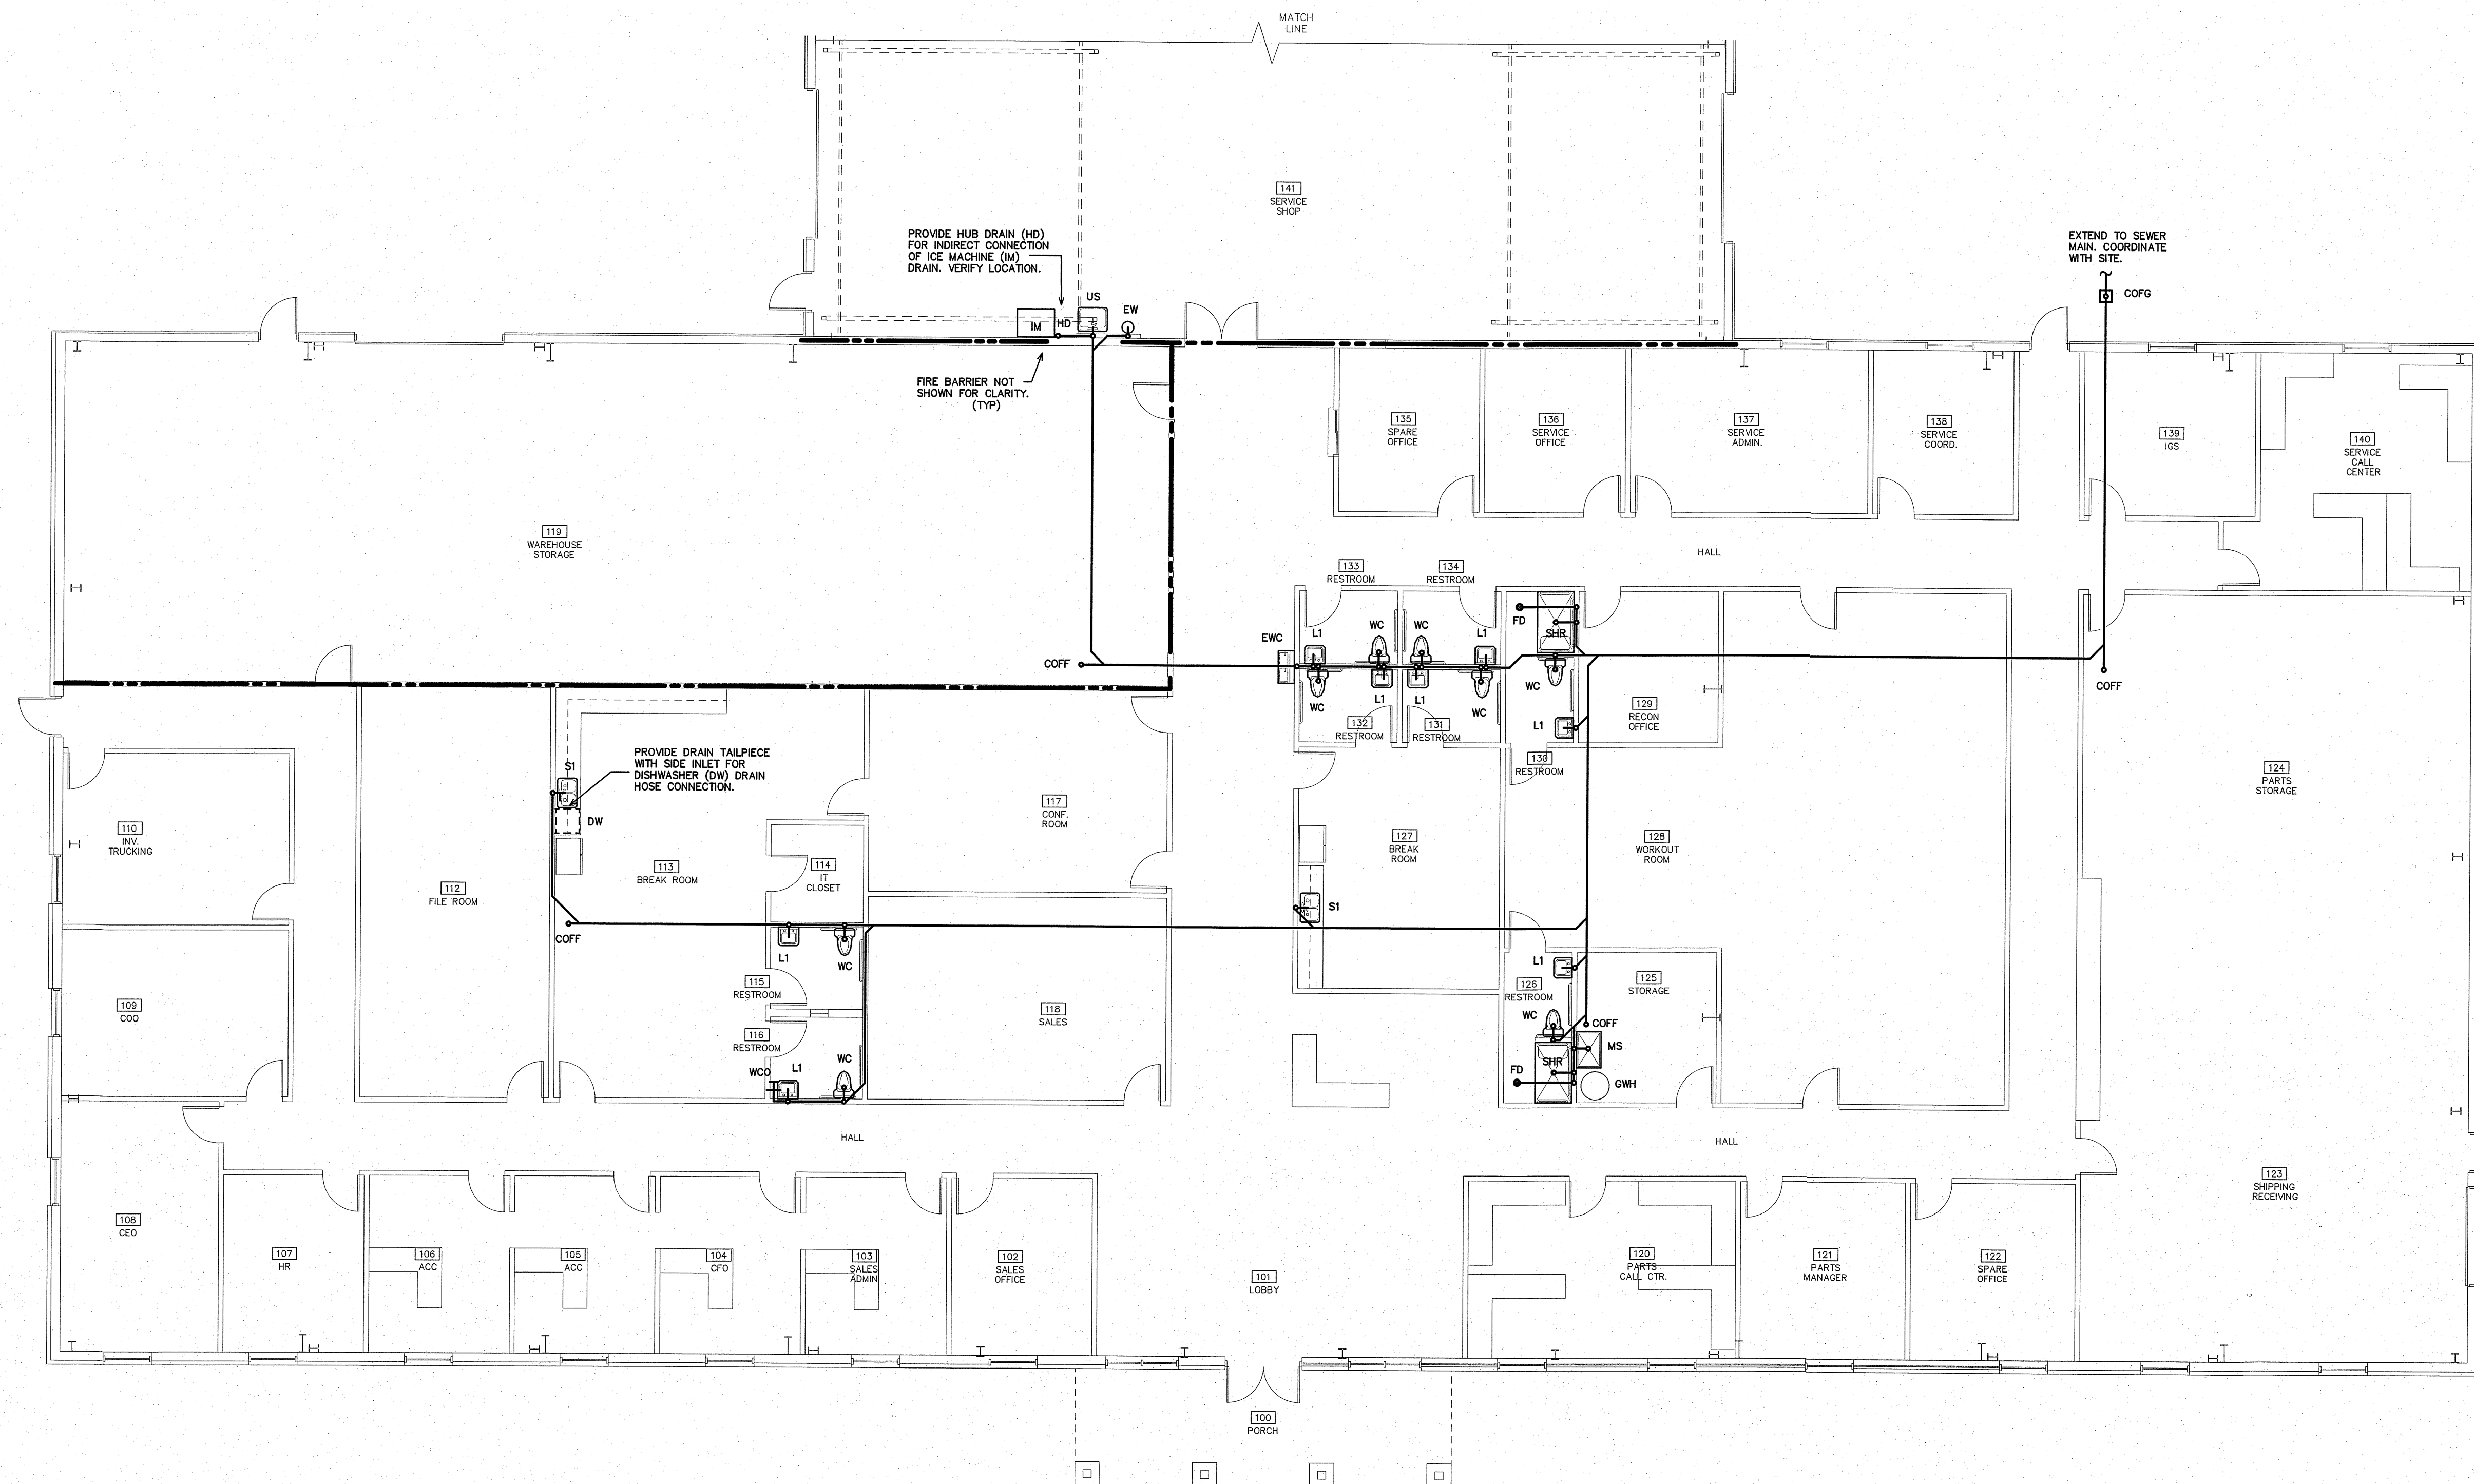 MATCH
LINE
141
SERVICE
SHOP
PROVIDE HUB DRAIN (HD)
FOR INDIRECT CONNECTION
OF ICE MACHINE (IM)
DRAIN. VERIFY LOCATION.
EXTEND TO SEWER
MAIN. COORDINATE
WITH SITE.
COFG
US
EW
IM
HD
FIRE BARRIER NOT
SHOWN FOR CLARITY.
(TYP)
135
SPARE
OFFICE
136
SERVICE
OFFICE
137
SERVICE
ADMIN.
138
SERVICE
COORD.
139
IGS
140
SERVICE
CALL
CENTER
119
WAREHOUSE
STORAGE
HALL
133
RESTROOM
134
RESTROOM
FD
SHR
EWC
L1
WC
WC
L1
COFF
WC
L1
L1
WC
WC
COFF
132
RESTROOM
131
RESTROOM
L1
129
RECON
OFFICE
130
RESTROOM
PROVIDE DRAIN TAILPIECE
WITH SIDE INLET FOR
DISHWASHER (DW) DRAIN
HOSE CONNECTION.
S1
DW
124
PARTS
STORAGE
110
INV.
TRUCKING
117
CONF.
ROOM
127
BREAK
ROOM
128
WORKOUT
ROOM
112
FILE ROOM
113
BREAK ROOM
114
IT
CLOSET
S1
COFF
L1
WC
115
RESTROOM
L1
126
RESTROOM
125
STORAGE
109
COO
118
SALES
WC
COFF
116
RESTROOM
WC
MS
WCO
L1
SHR
FD
GWH
HALL
HALL
123
SHIPPING
RECEIVING
108
CEO
107
HR
106
ACC
105
ACC
104
CFO
103
SALES
ADMIN
102
SALES
OFFICE
101
LOBBY
120
PARTS
CALL CTR.
121
PARTS
MANAGER
122
SPARE
OFFICE
100
PORCH